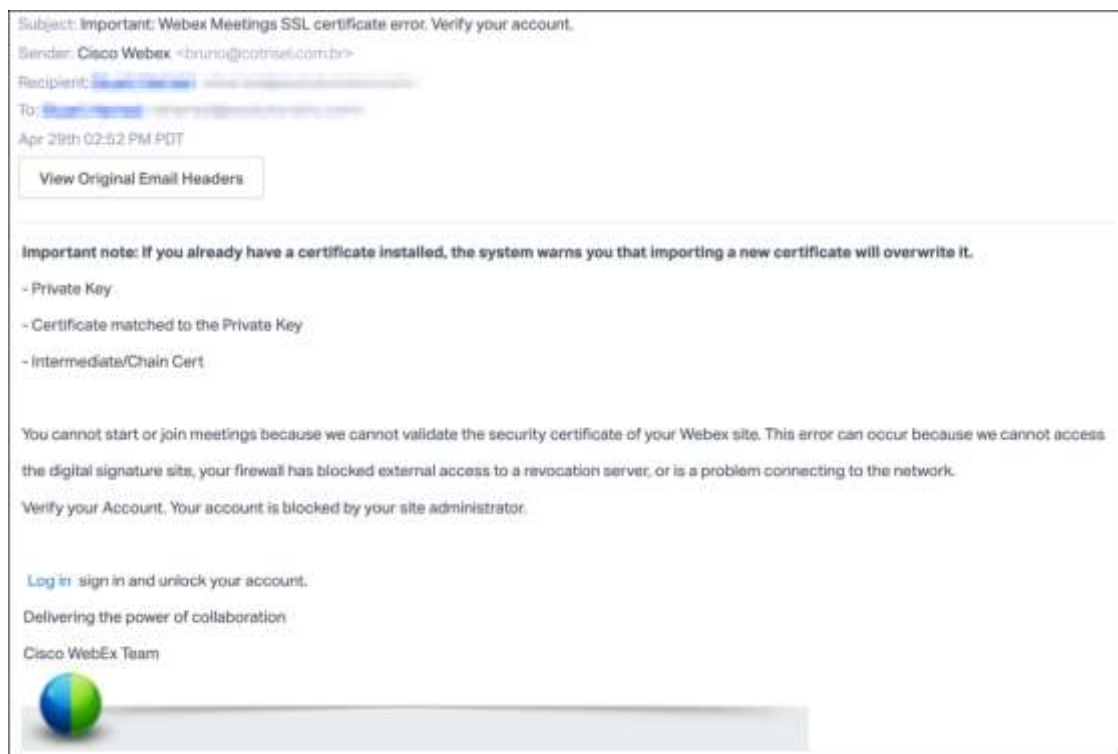 Subject: Important: Webex Meetings SSL certificate error. Verify your account.
Sender: Cisco Webex <bruno@cotnsel.com.br>
Recipient:
To:
Apr 29th 02:52 PM PDT
View Original Email Headers
Important note: If you already have a certificate installed, the system warns you that importing a new certificate will overwrite it.
- Private Key
- Certificate matched to the Private Key
- Intermediate/Chain Cert
You cannot start or join meetings because we cannot validate the security certificate of your Webex site. This error can occur because we cannot access
the digital signature site, your firewall has blocked external access to a revocation server, or is a problem connecting to the network.
Verify your Account. Your account is blocked by your site administrator.
Log in sign in and unlock your account.
Delivering the power of collaboration
Cisco WebEx Team